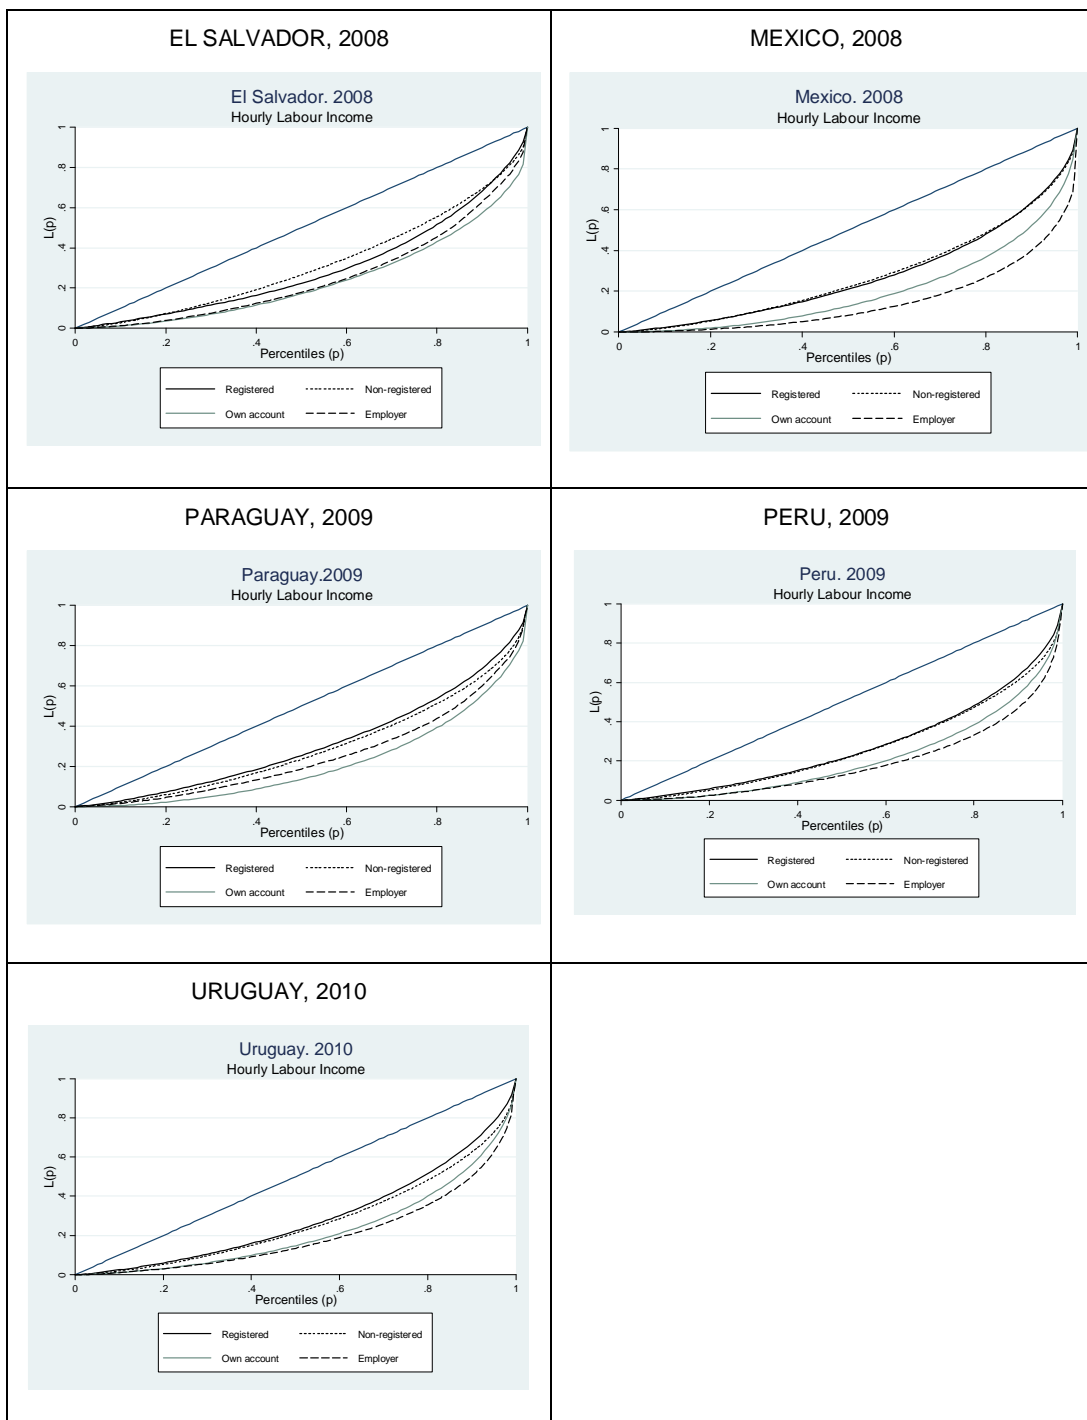 EL SALVADOR, 2008
El Salvador. 2008
Hourly Labour Income
L(p)
0 .2 .4 .6 .8 1
0 .2 .4 .6 .8 1
Percentiles (p)
Registered Non-registered
Own account Employer
MEXICO, 2008
Mexico. 2008
Hourly Labour Income
L(p)
0 .2 .4 .6 .8 1
0 .2 .4 .6 .8 1
Percentiles (p)
Registered Non-registered
Own account Employer
PARAGUAY, 2009
Paraguay.2009
Hourly Labour Income
L(p)
0 .2 .4 .6 .8 1
0 .2 .4 .6 .8 1
Percentiles (p)
Registered Non-registered
Own account Employer
PERU, 2009
Peru. 2009
Hourly Labour Income
L(p)
0 .2 .4 .6 .8 1
0 .2 .4 .6 .8 1
Percentiles (p)
Registered Non-registered
Own account Employer
URUGUAY, 2010
Uruguay. 2010
Hourly Labour Income
L(p)
0 .2 .4 .6 .8 1
0 .2 .4 .6 .8 1
Percentiles (p)
Registered Non-registered
Own account Employer